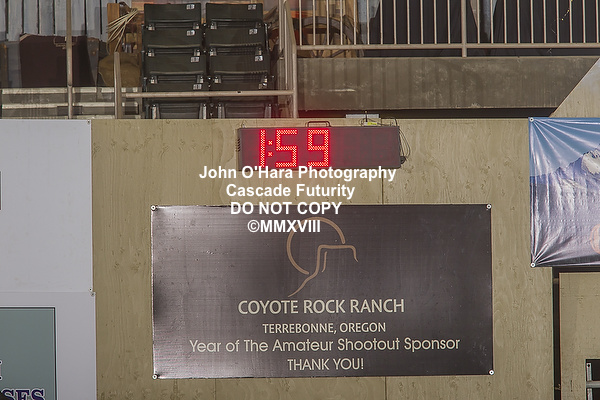 1:59
John O'Hara Photography
Cascade Futurity
DO NOT COPY
©MMXVIII
COYOTE ROCK RANCH
TERREBONNE, OREGON
Year of The Amateur Shootout Sponsor
THANK YOU!